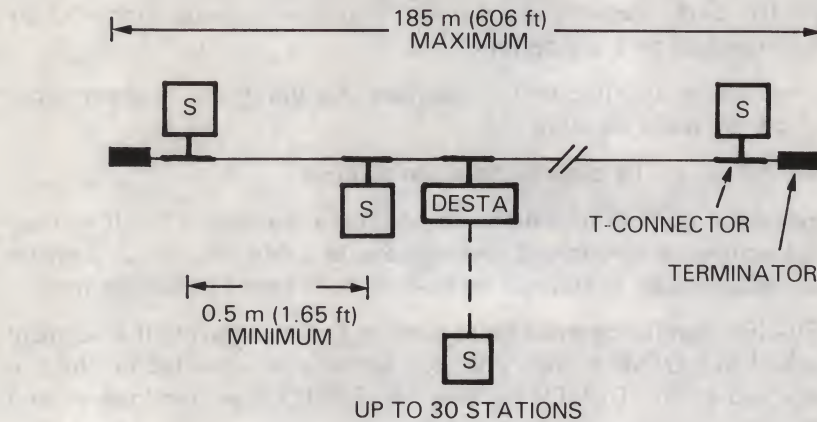 185 m (606 ft)
MAXIMUM
S
S
S
DESTA
T-CONNECTOR
TERMINATOR
0.5 m (1.65 ft)
MINIMUM
S
UP TO 30 STATIONS